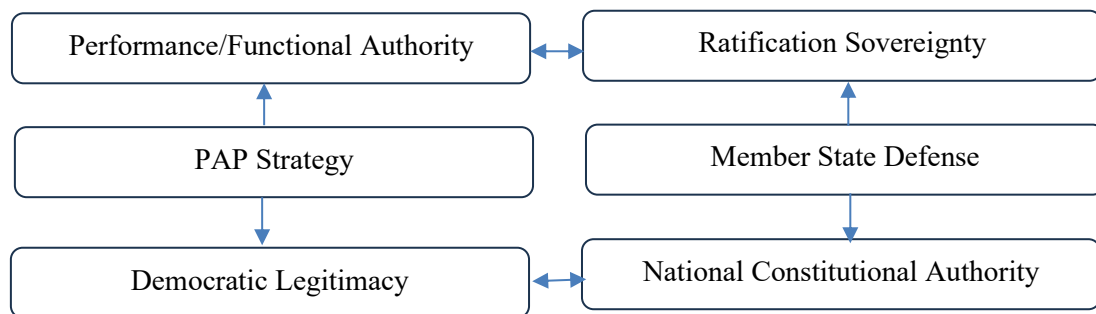 Performance/Functional Authority
Ratification Sovereignty
PAP Strategy
Member State Defense
Democratic Legitimacy
National Constitutional Authority